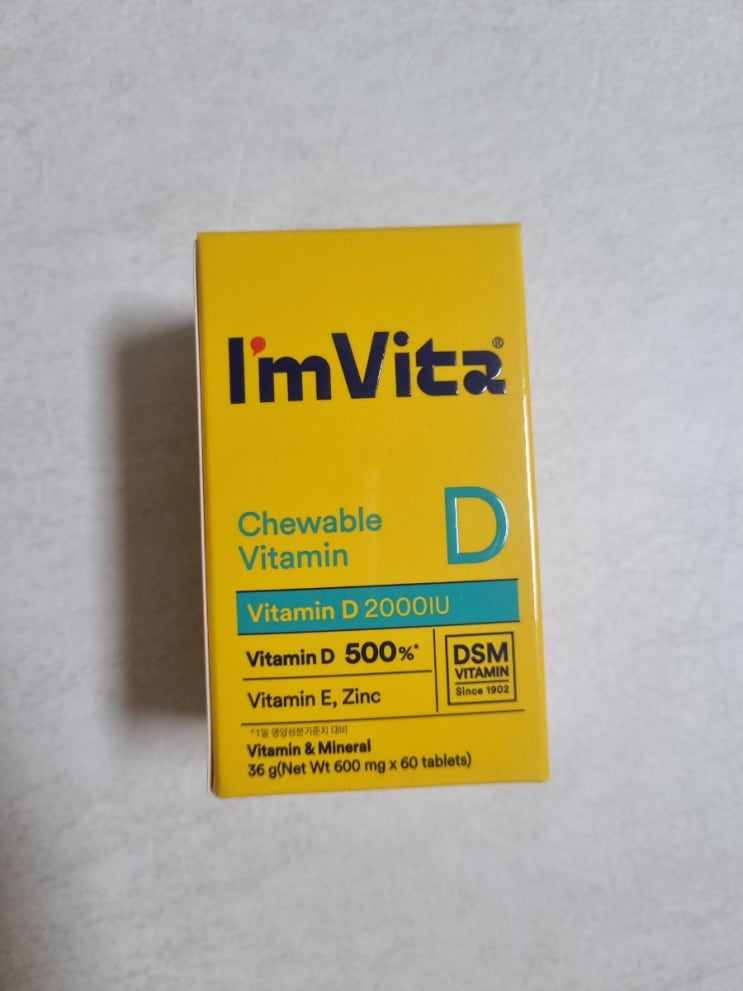 I'mVita®
Chewable
Vitamin
D
Vitamin D 2000IU
Vitamin D 500%*
Vitamin E, Zinc
DSM
VITAMIN
Since 1902
*1일 영양성분기준치 대비
Vitamin & Mineral
36 g(Net Wt 600 mg x 60 tablets)